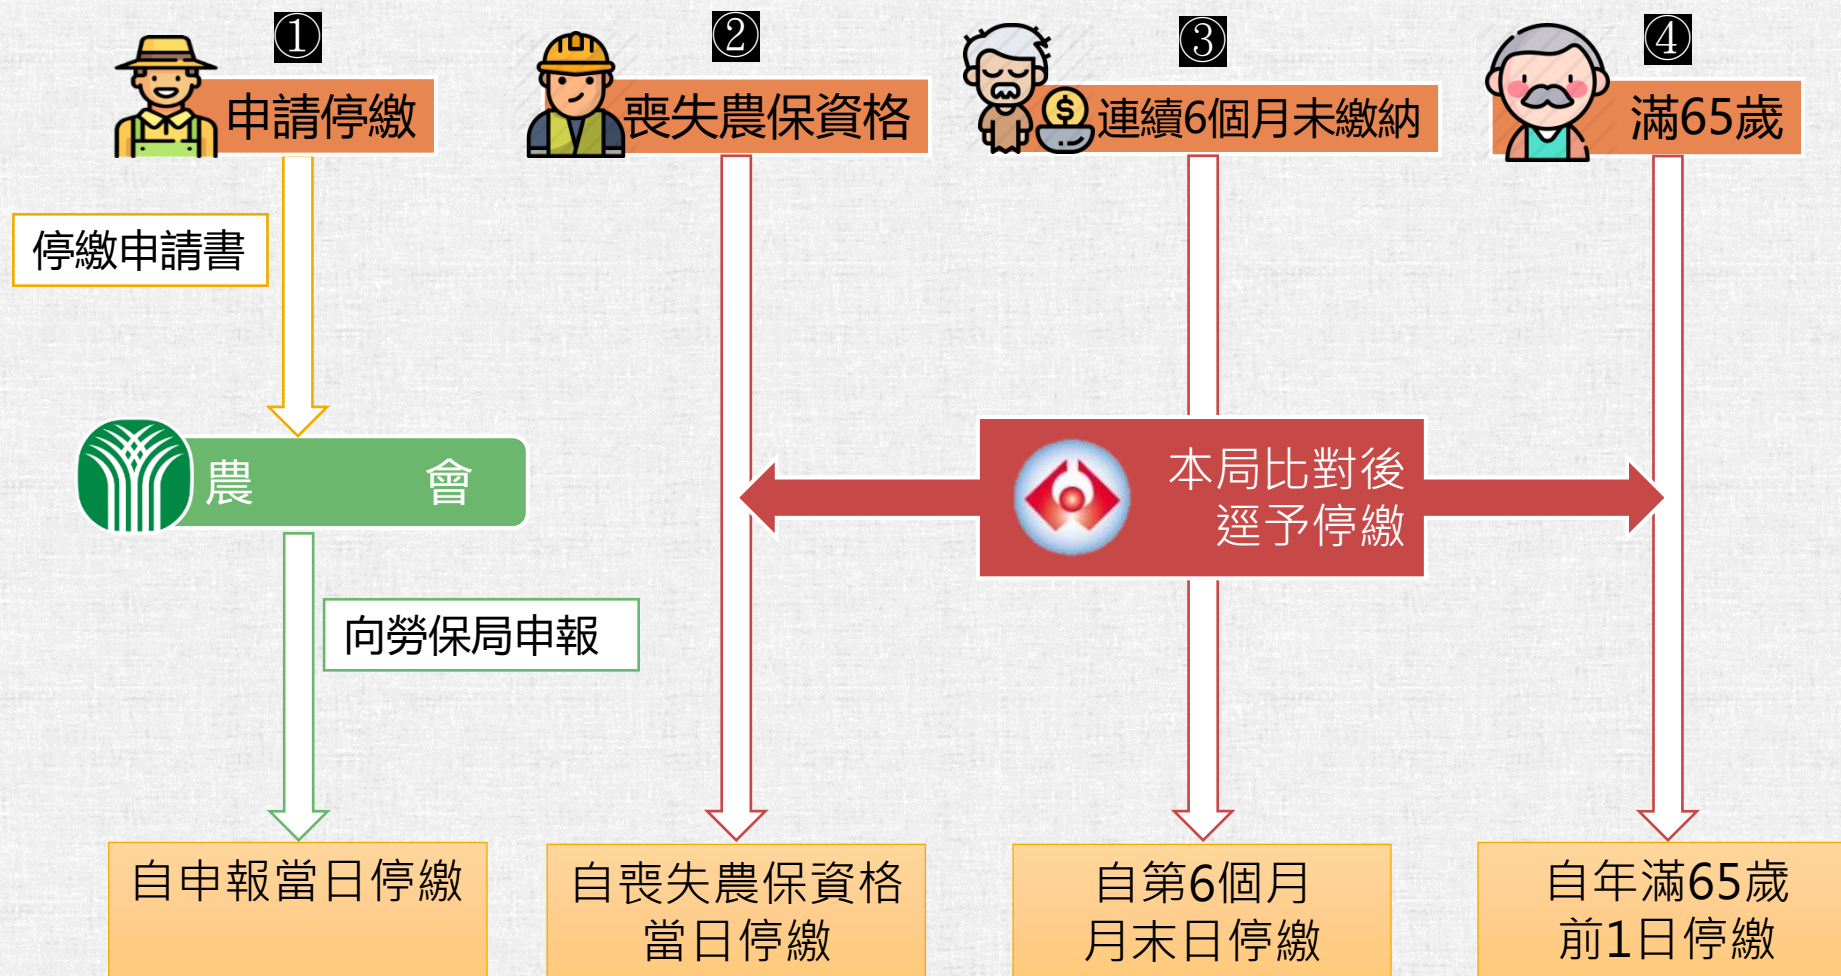 ①
②
③
④
申請停繳
喪失農保資格
連續6個月未繳納
滿65歲
停繳申請書
農 會
本局比對後
逕予停繳
向勞保局申報
自申報當日停繳
自喪失農保資格
當日停繳
自第6個月
月末日停繳
自年滿65歲
前1日停繳